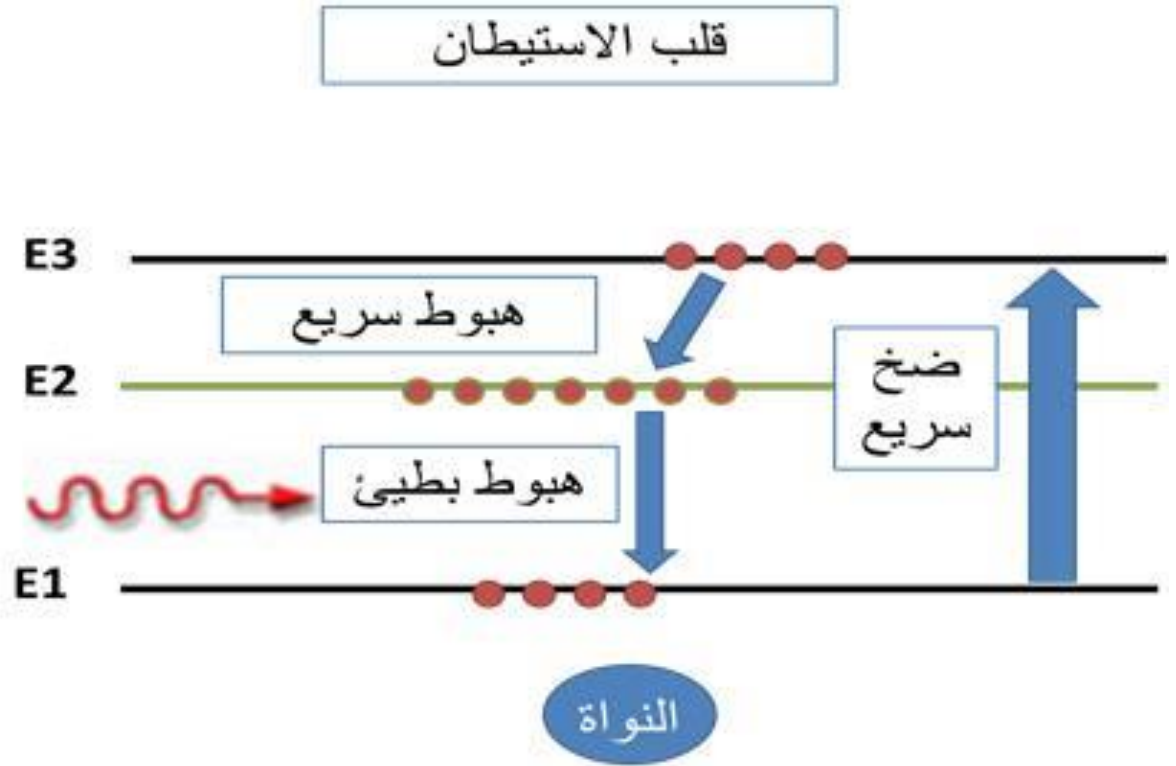 قلب الاستيطان
E3
هبوط سريع
E2
ضخ
سريع
هبوط بطيئ
E1
النواة